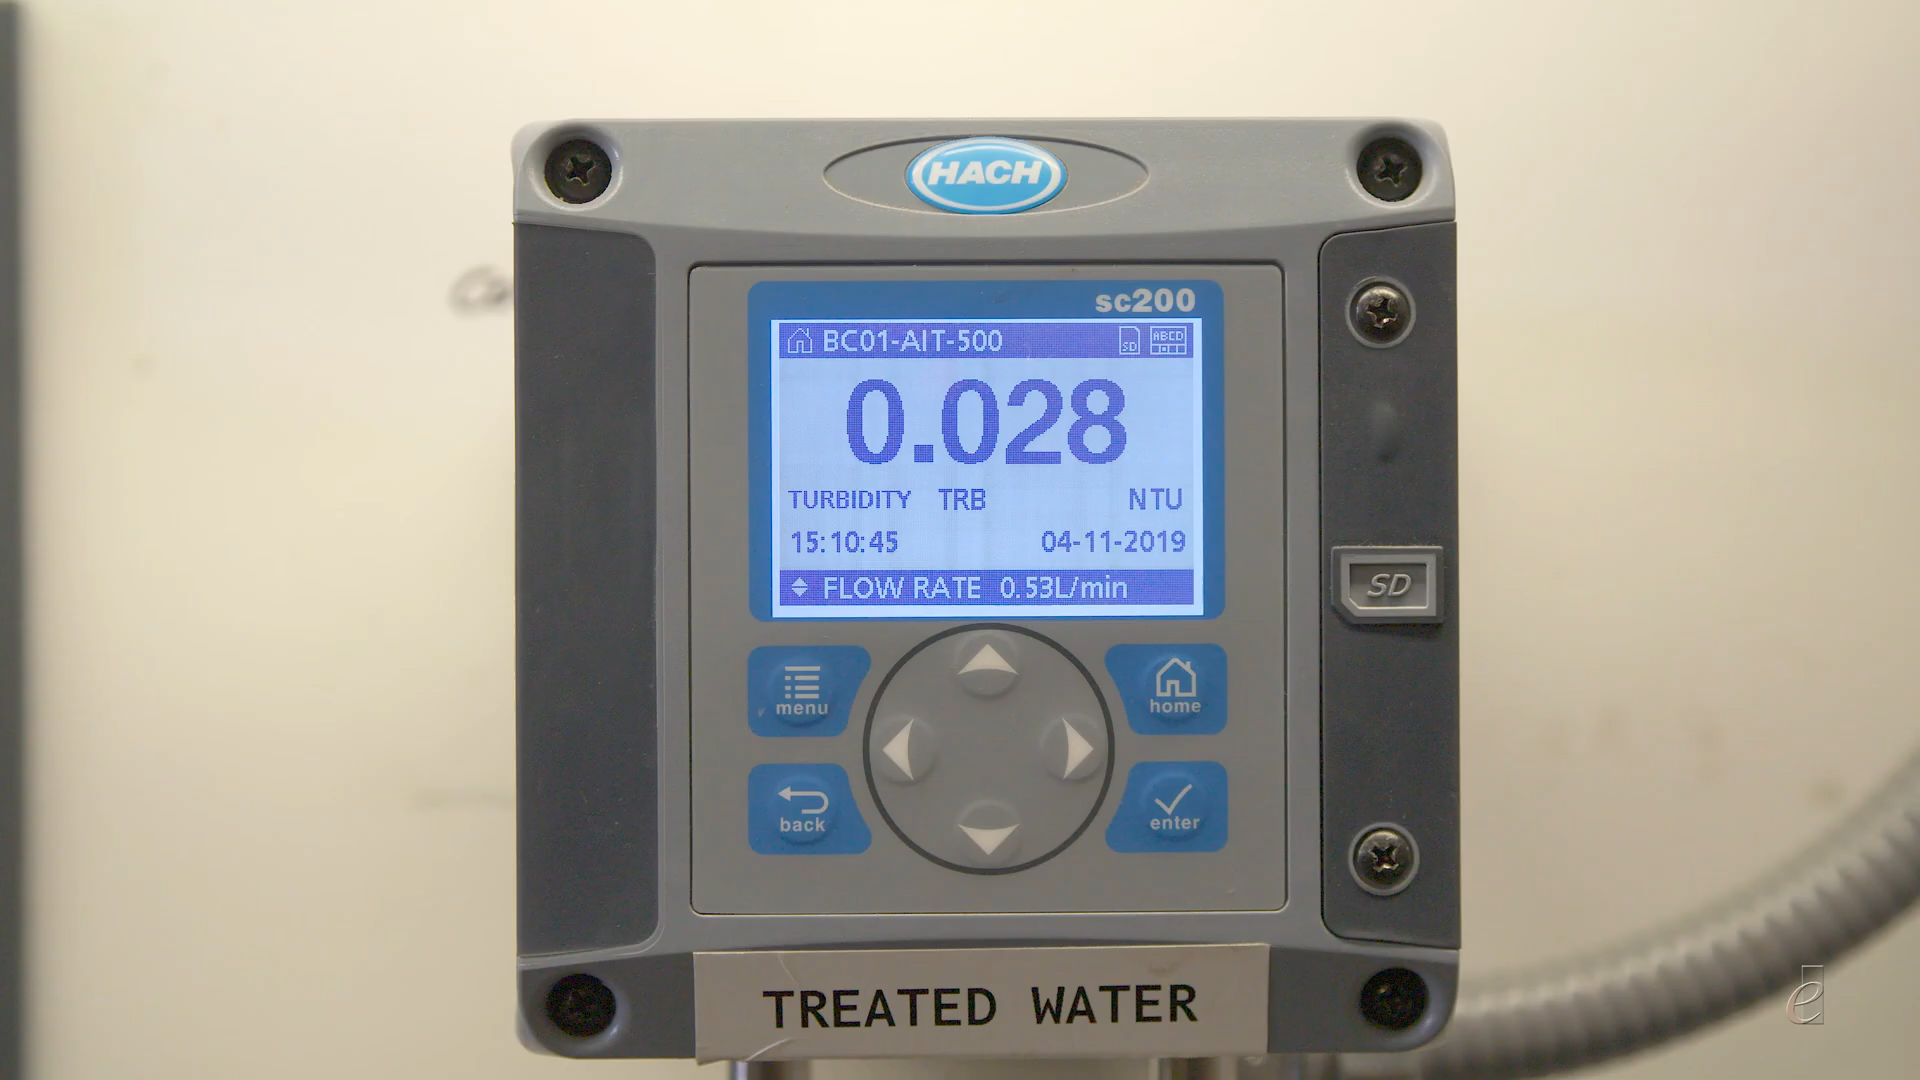 HACH
sc200
BC01-AIT-500
SD
ABCD
0.028
TURBIDITY TRB NTU
15:10:45 04-11-2019
FLOW RATE 0.53L/min
menu
home
back
enter
SD
TREATED WATER
e